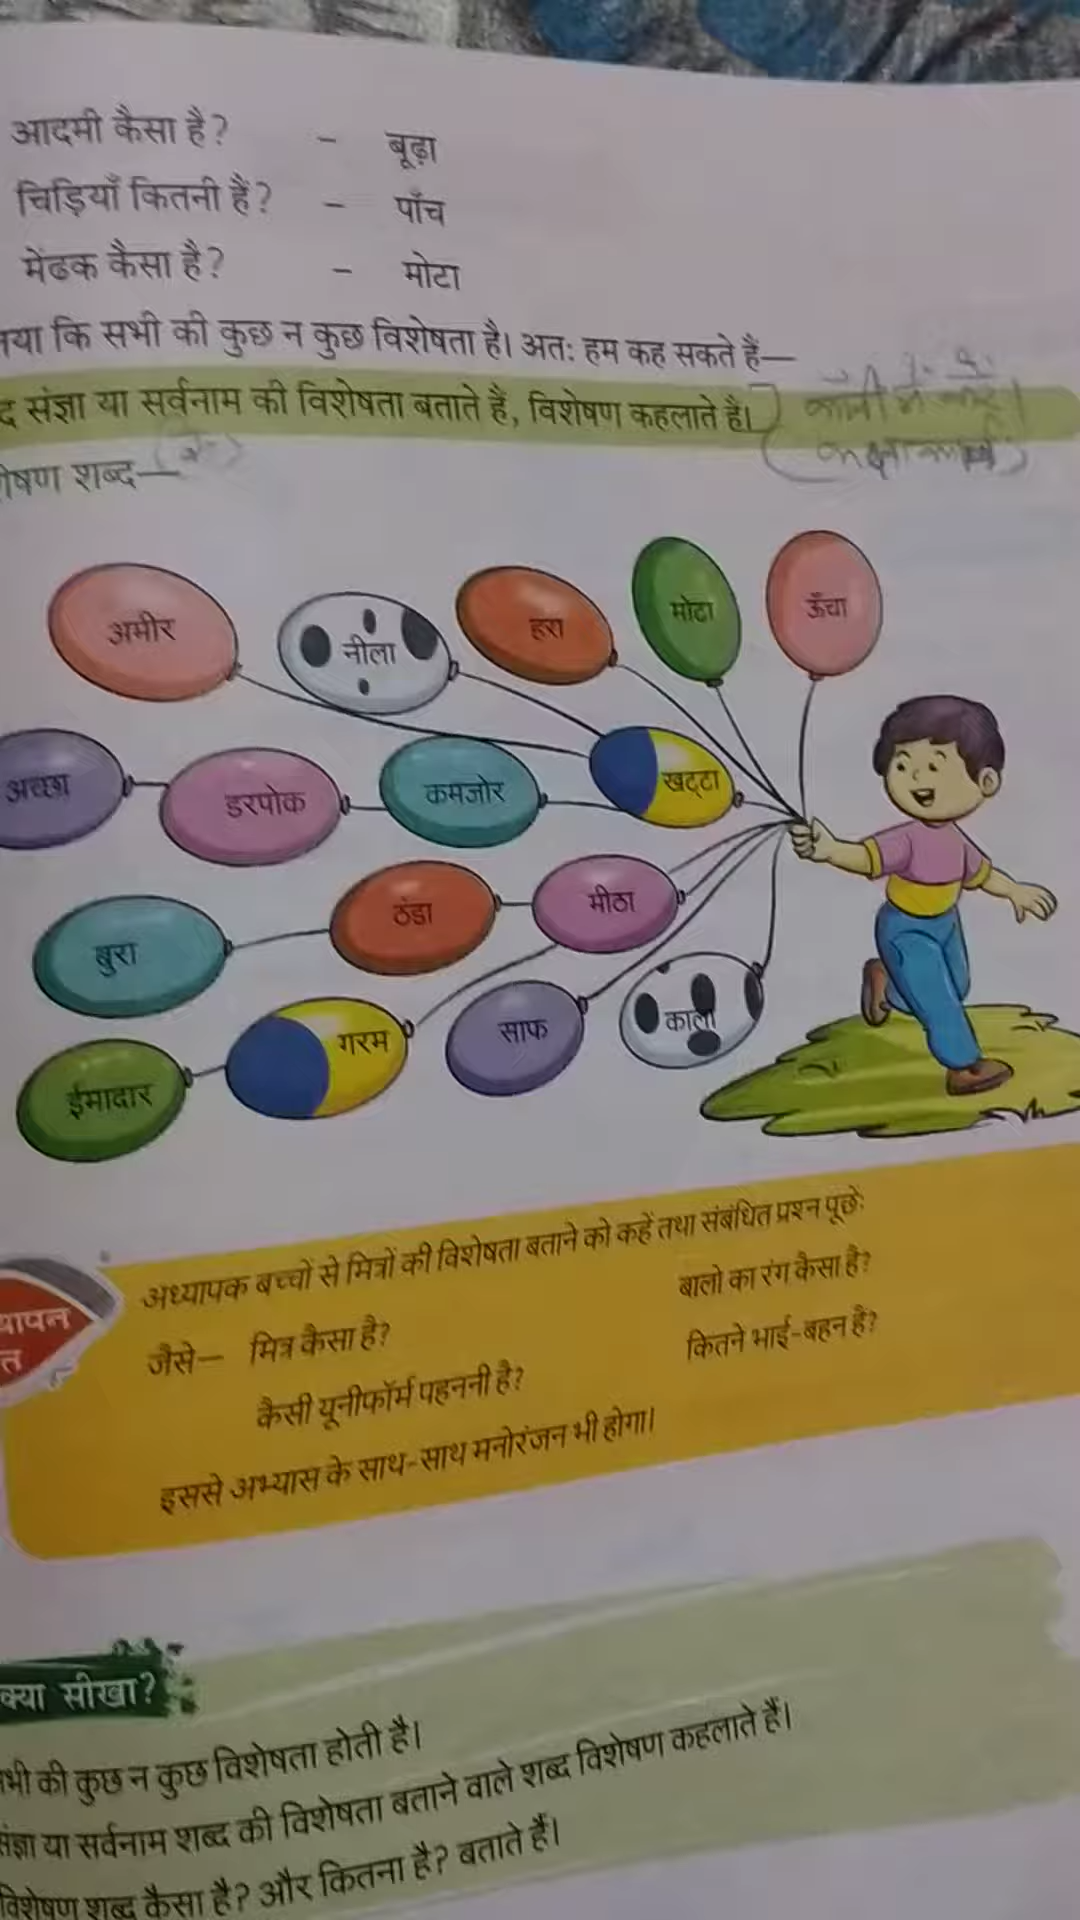 आदमी कैसा है? – बूढ़ा
चिड़ियाँ कितनी हैं? – पाँच
मेंढक कैसा है? – मोटा
कि सभी की कुछ न कुछ विशेषता है। अतः हम कह सकते हैं—
संज्ञा या सर्वनाम की विशेषता बताते हैं, विशेषण कहलाते है।
शब्द—
अमीर
नीला
हरा
मोटा
ऊँचा
अच्छा
डरपोक
कमजोर
खट्टा
बुरा
ठंडा
मीठा
ईमादार
गरम
साफ
काला
अध्यापक बच्चों से मित्रों की विशेषता बताने को कहें तथा संबंधित प्रश्न पूछेः
जैसे— मित्र कैसा है? बालो का रंग कैसा है?
कैसी यूनीफॉर्म पहननी है? कितने भाई-बहन हैं?
इससे अभ्यास के साथ-साथ मनोरंजन भी होगा।
क्या सीखा?
की कुछ न कुछ विशेषता होती है।
संज्ञा या सर्वनाम शब्द की विशेषता बताने वाले शब्द विशेषण कहलाते हैं।
विशेषण शब्द कैसा है? और कितना है? बताते हैं।